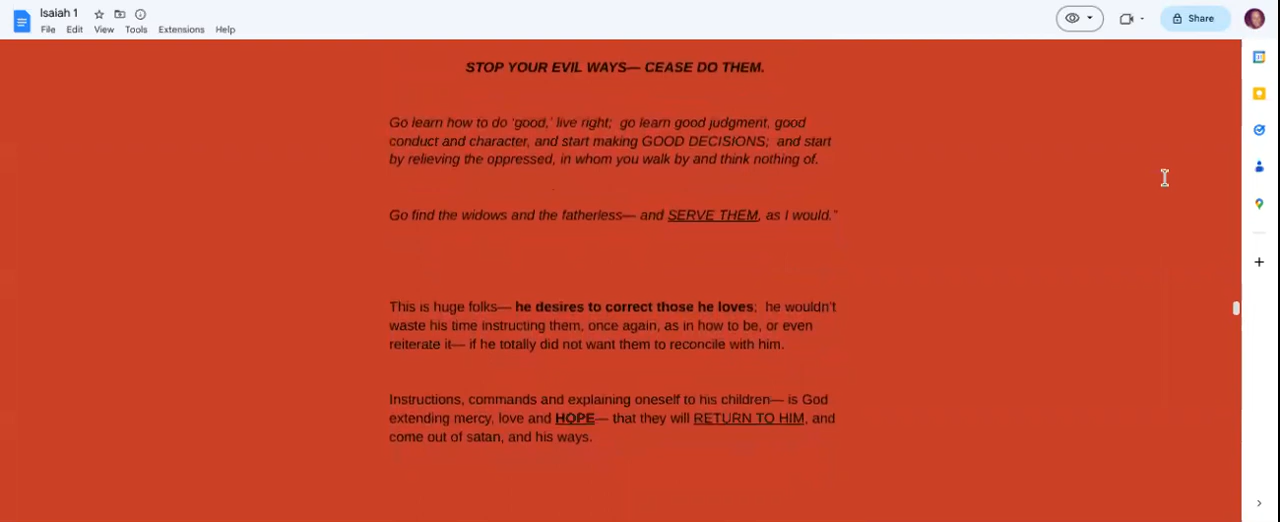 Isaiah 1
File Edit View Tools Extensions Help
Share
STOP YOUR EVIL WAYS— CEASE DO THEM.
Go learn how to do ‘good,’ live right; go learn good judgment, good
conduct and character, and start making GOOD DECISIONS; and start
by relieving the oppressed, in whom you walk by and think nothing of.
Go find the widows and the fatherless— and SERVE THEM, as I would.”
This is huge folks— he desires to correct those he loves; he wouldn’t
waste his time instructing them, once again, as in how to be, or even
reiterate it— if he totally did not want them to reconcile with him.
Instructions, commands and explaining oneself to his children— is God
extending mercy, love and HOPE— that they will RETURN TO HIM, and
come out of satan, and his ways.